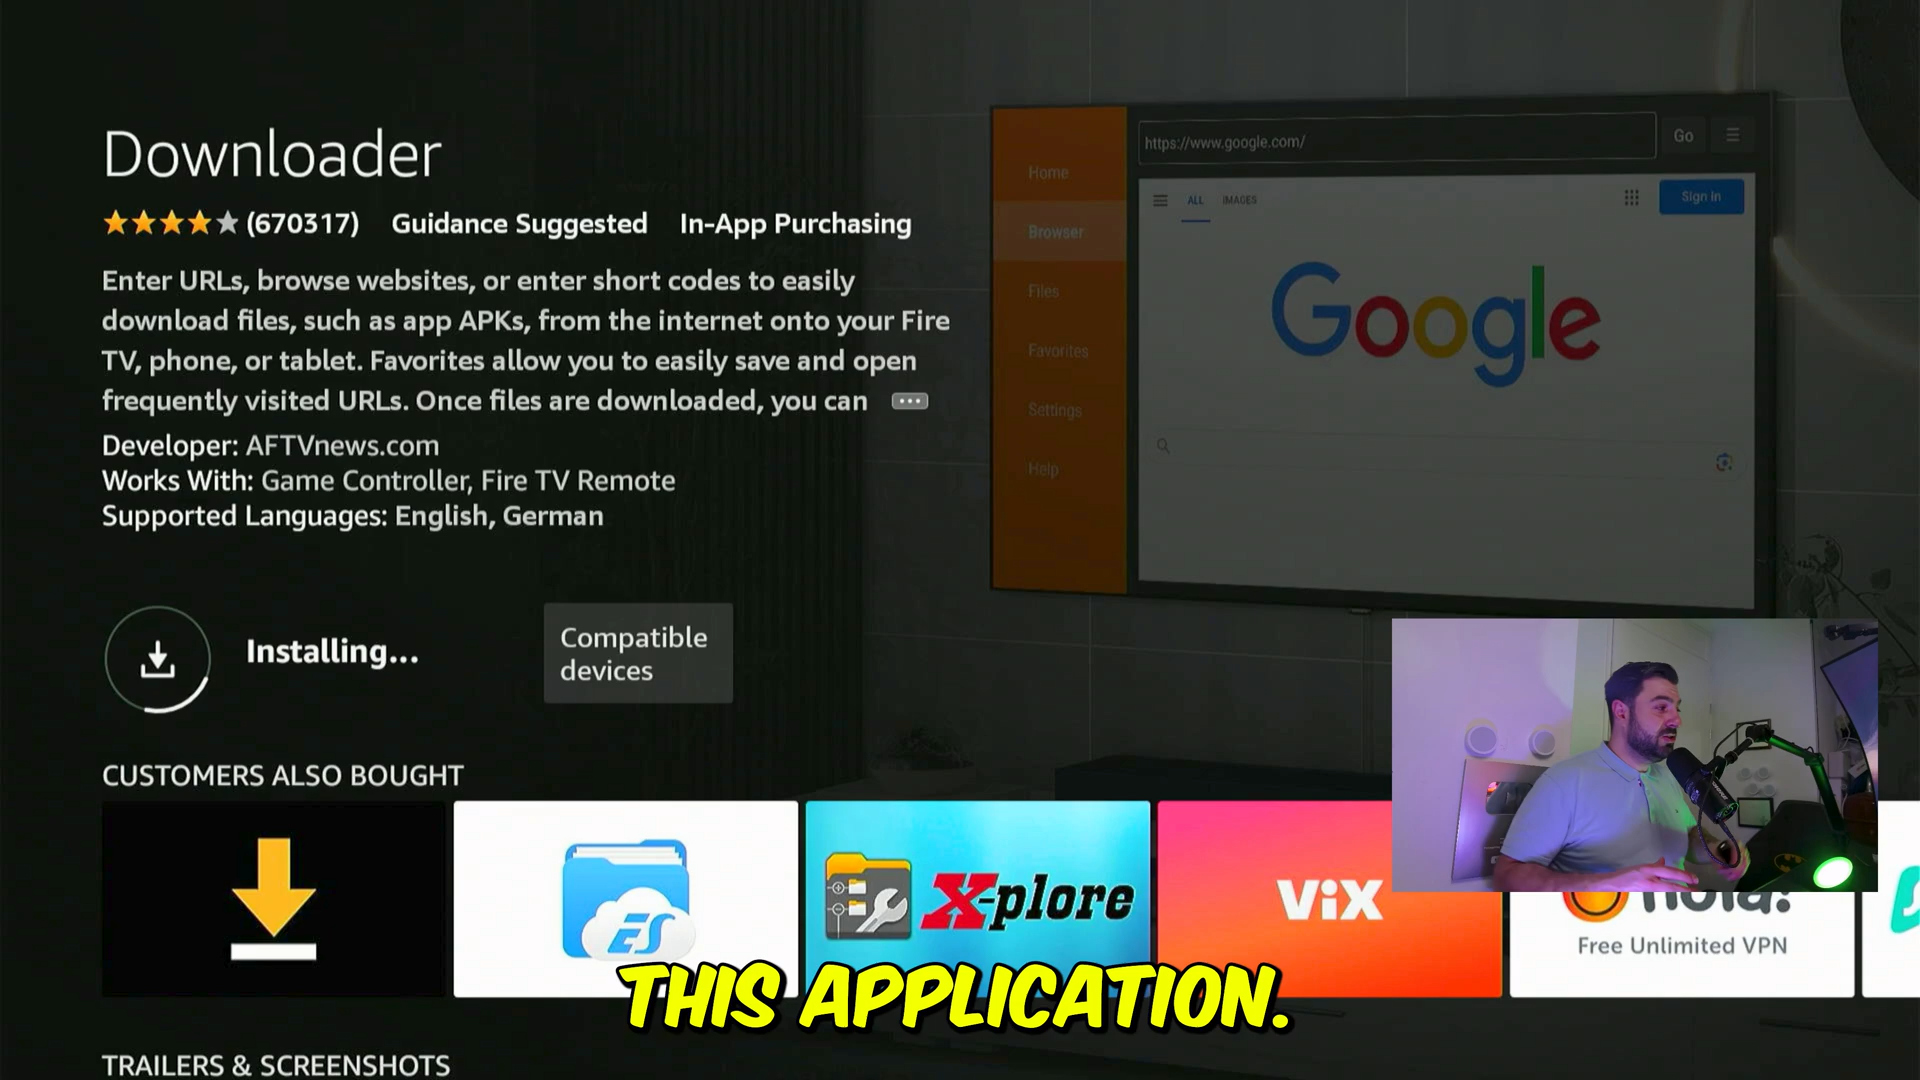 Downloader
(670317) Guidance Suggested In-App Purchasing
Enter URLs, browse websites, or enter short codes to easily
download files, such as app APKs, from the internet onto your Fire
TV, phone, or tablet. Favorites allow you to easily save and open
frequently visited URLs. Once files are downloaded, you can
Developer: AFTVnews.com
Works With: Game Controller, Fire TV Remote
Supported Languages: English, German
Installing...
Compatible
devices
https://www.google.com/
Go
Home
Browser
Files
Favorites
Settings
Help
ALL IMAGES
Sign in
Google
CUSTOMERS ALSO BOUGHT
ES
X-plore
ViX
hola!
Free Unlimited VPN
THIS APPLICATION.
TRAILERS & SCREENSHOTS